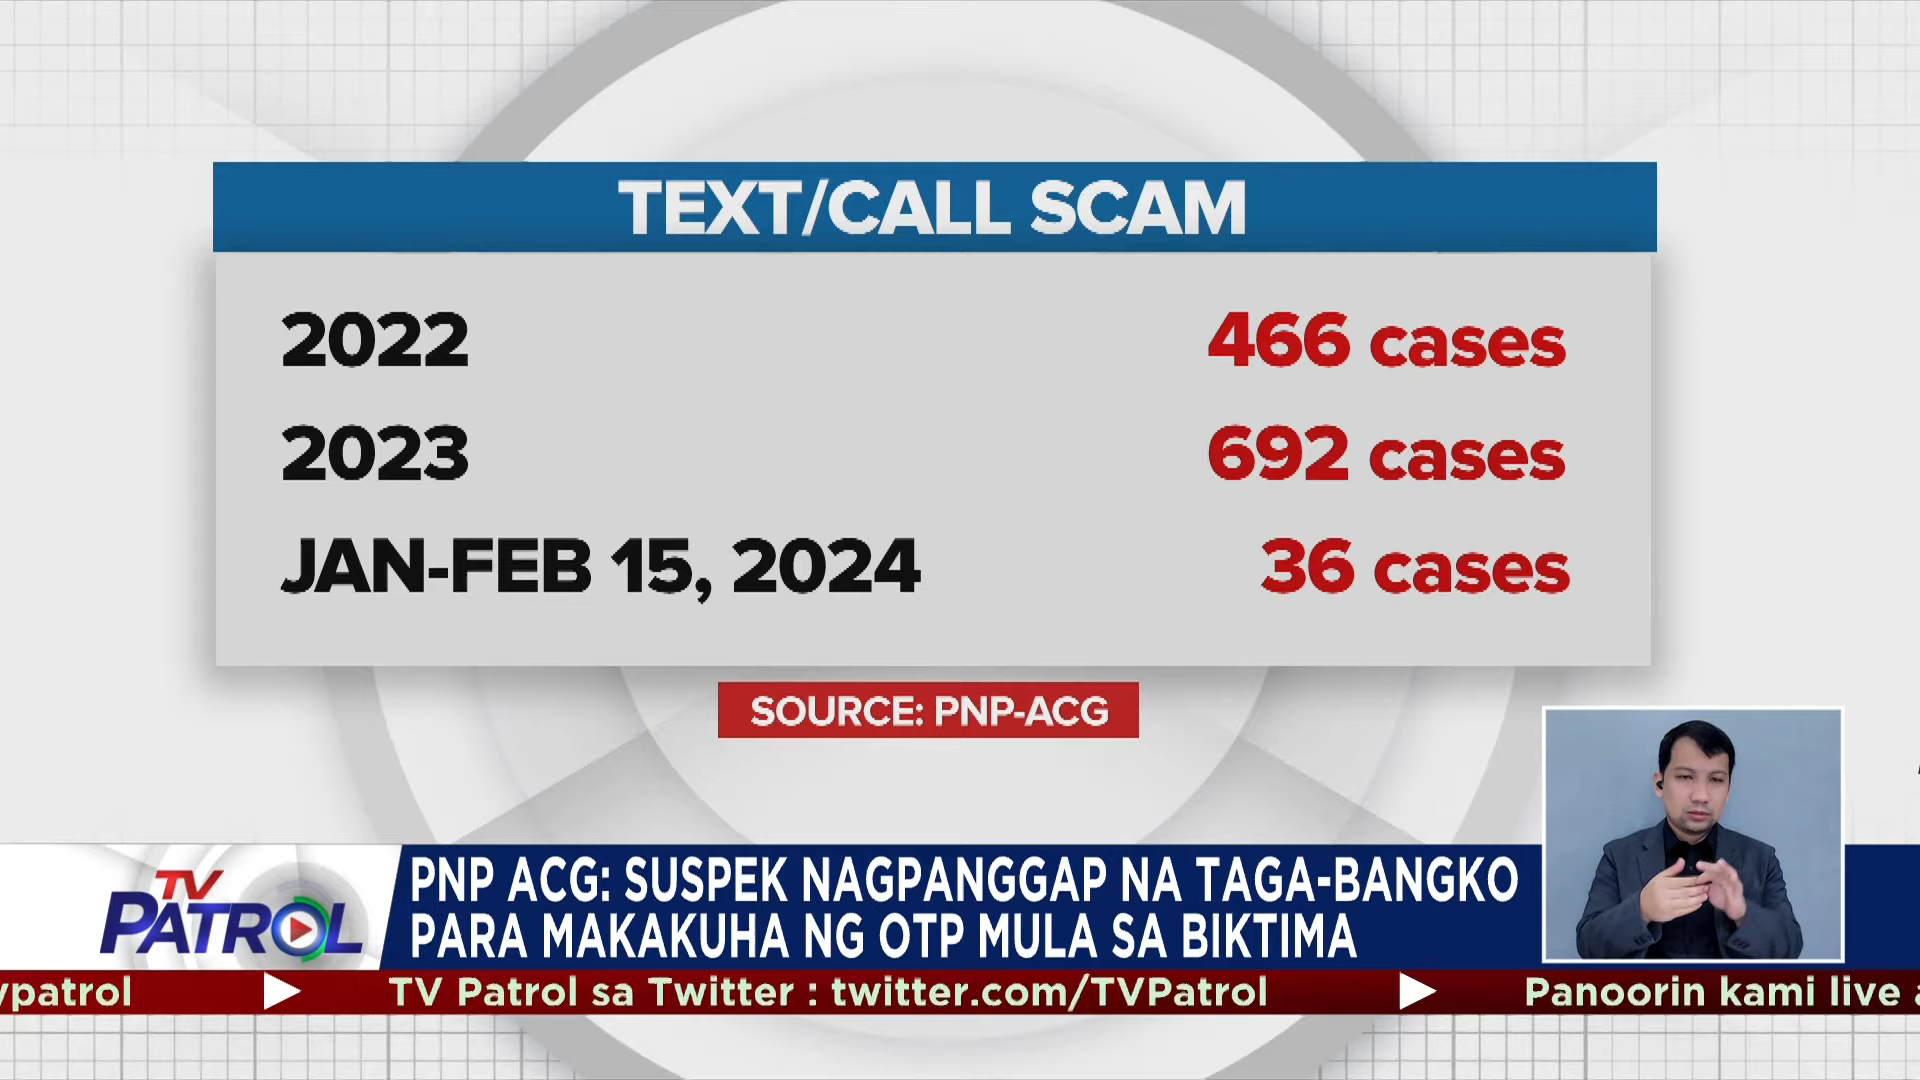 TEXT/CALL SCAM
2022 466 cases
2023 692 cases
JAN-FEB 15, 2024 36 cases
SOURCE: PNP-ACG
TV PATROL
PNP ACG: SUSPEK NAGPANGGAP NA TAGA-BANGKO
PARA MAKAKUHA NG OTP MULA SA BIKTIMA
vpatrol TV Patrol sa Twitter : twitter.com/TVPatrol Panoorin kami live